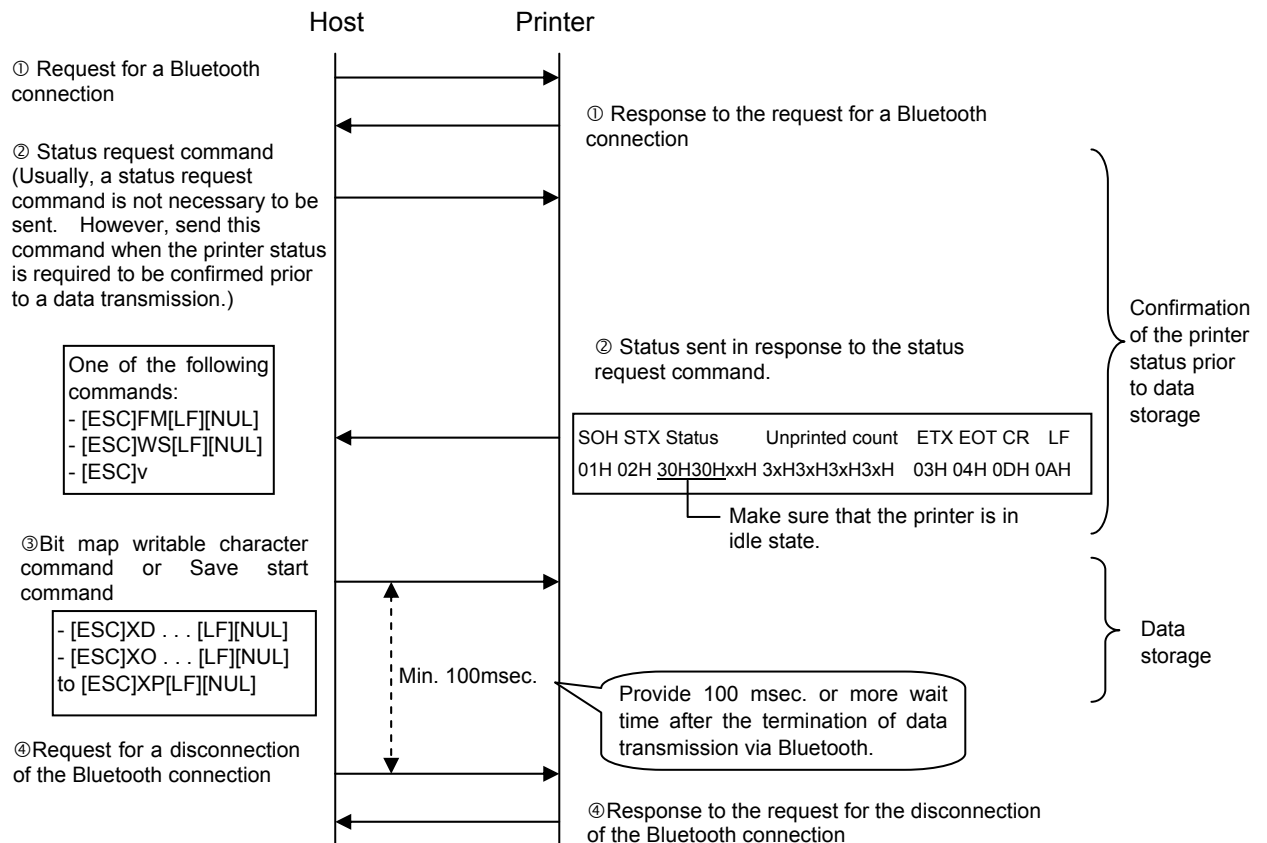 Host Printer
① Request for a Bluetooth
connection
① Response to the request for a Bluetooth
connection
② Status request command
(Usually, a status request
command is not necessary to be
sent. However, send this
command when the printer status
is required to be confirmed prior
to a data transmission.)
Confirmation
of the printer
status prior
to data
storage
One of the following
commands:
- [ESC]FM[LF][NUL]
- [ESC]WS[LF][NUL]
- [ESC]v
② Status sent in response to the status
request command.
SOH STX Status Unprinted count ETX EOT CR LF
01H 02H 30H30HxxH 3xH3xH3xH3xH 03H 04H 0DH 0AH
Make sure that the printer is in
idle state.
③Bit map writable character
command or Save start
command
- [ESC]XD . . . [LF][NUL]
- [ESC]XO . . . [LF][NUL]
to [ESC]XP[LF][NUL]
Min. 100msec.
Data
storage
Provide 100 msec. or more wait
time after the termination of data
transmission via Bluetooth.
④Request for a disconnection
of the Bluetooth connection
④Response to the request for the disconnection
of the Bluetooth connection